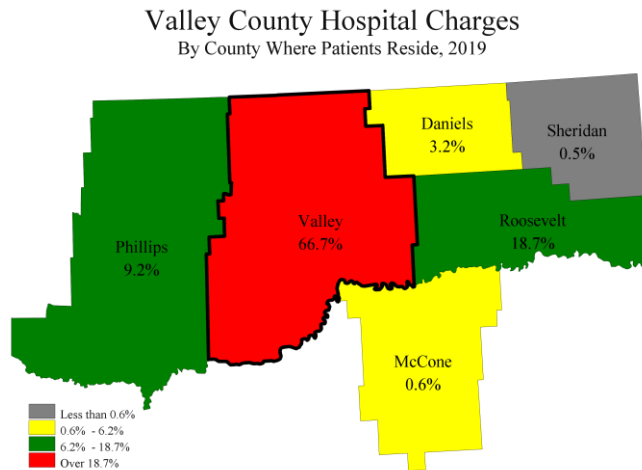 Valley County Hospital Charges
By County Where Patients Reside, 2019
Daniels
3.2%
Sheridan
0.5%
Phillips
9.2%
Valley
66.7%
Roosevelt
18.7%
McCone
0.6%
Less than 0.6%
0.6% - 6.2%
6.2% - 18.7%
Over 18.7%